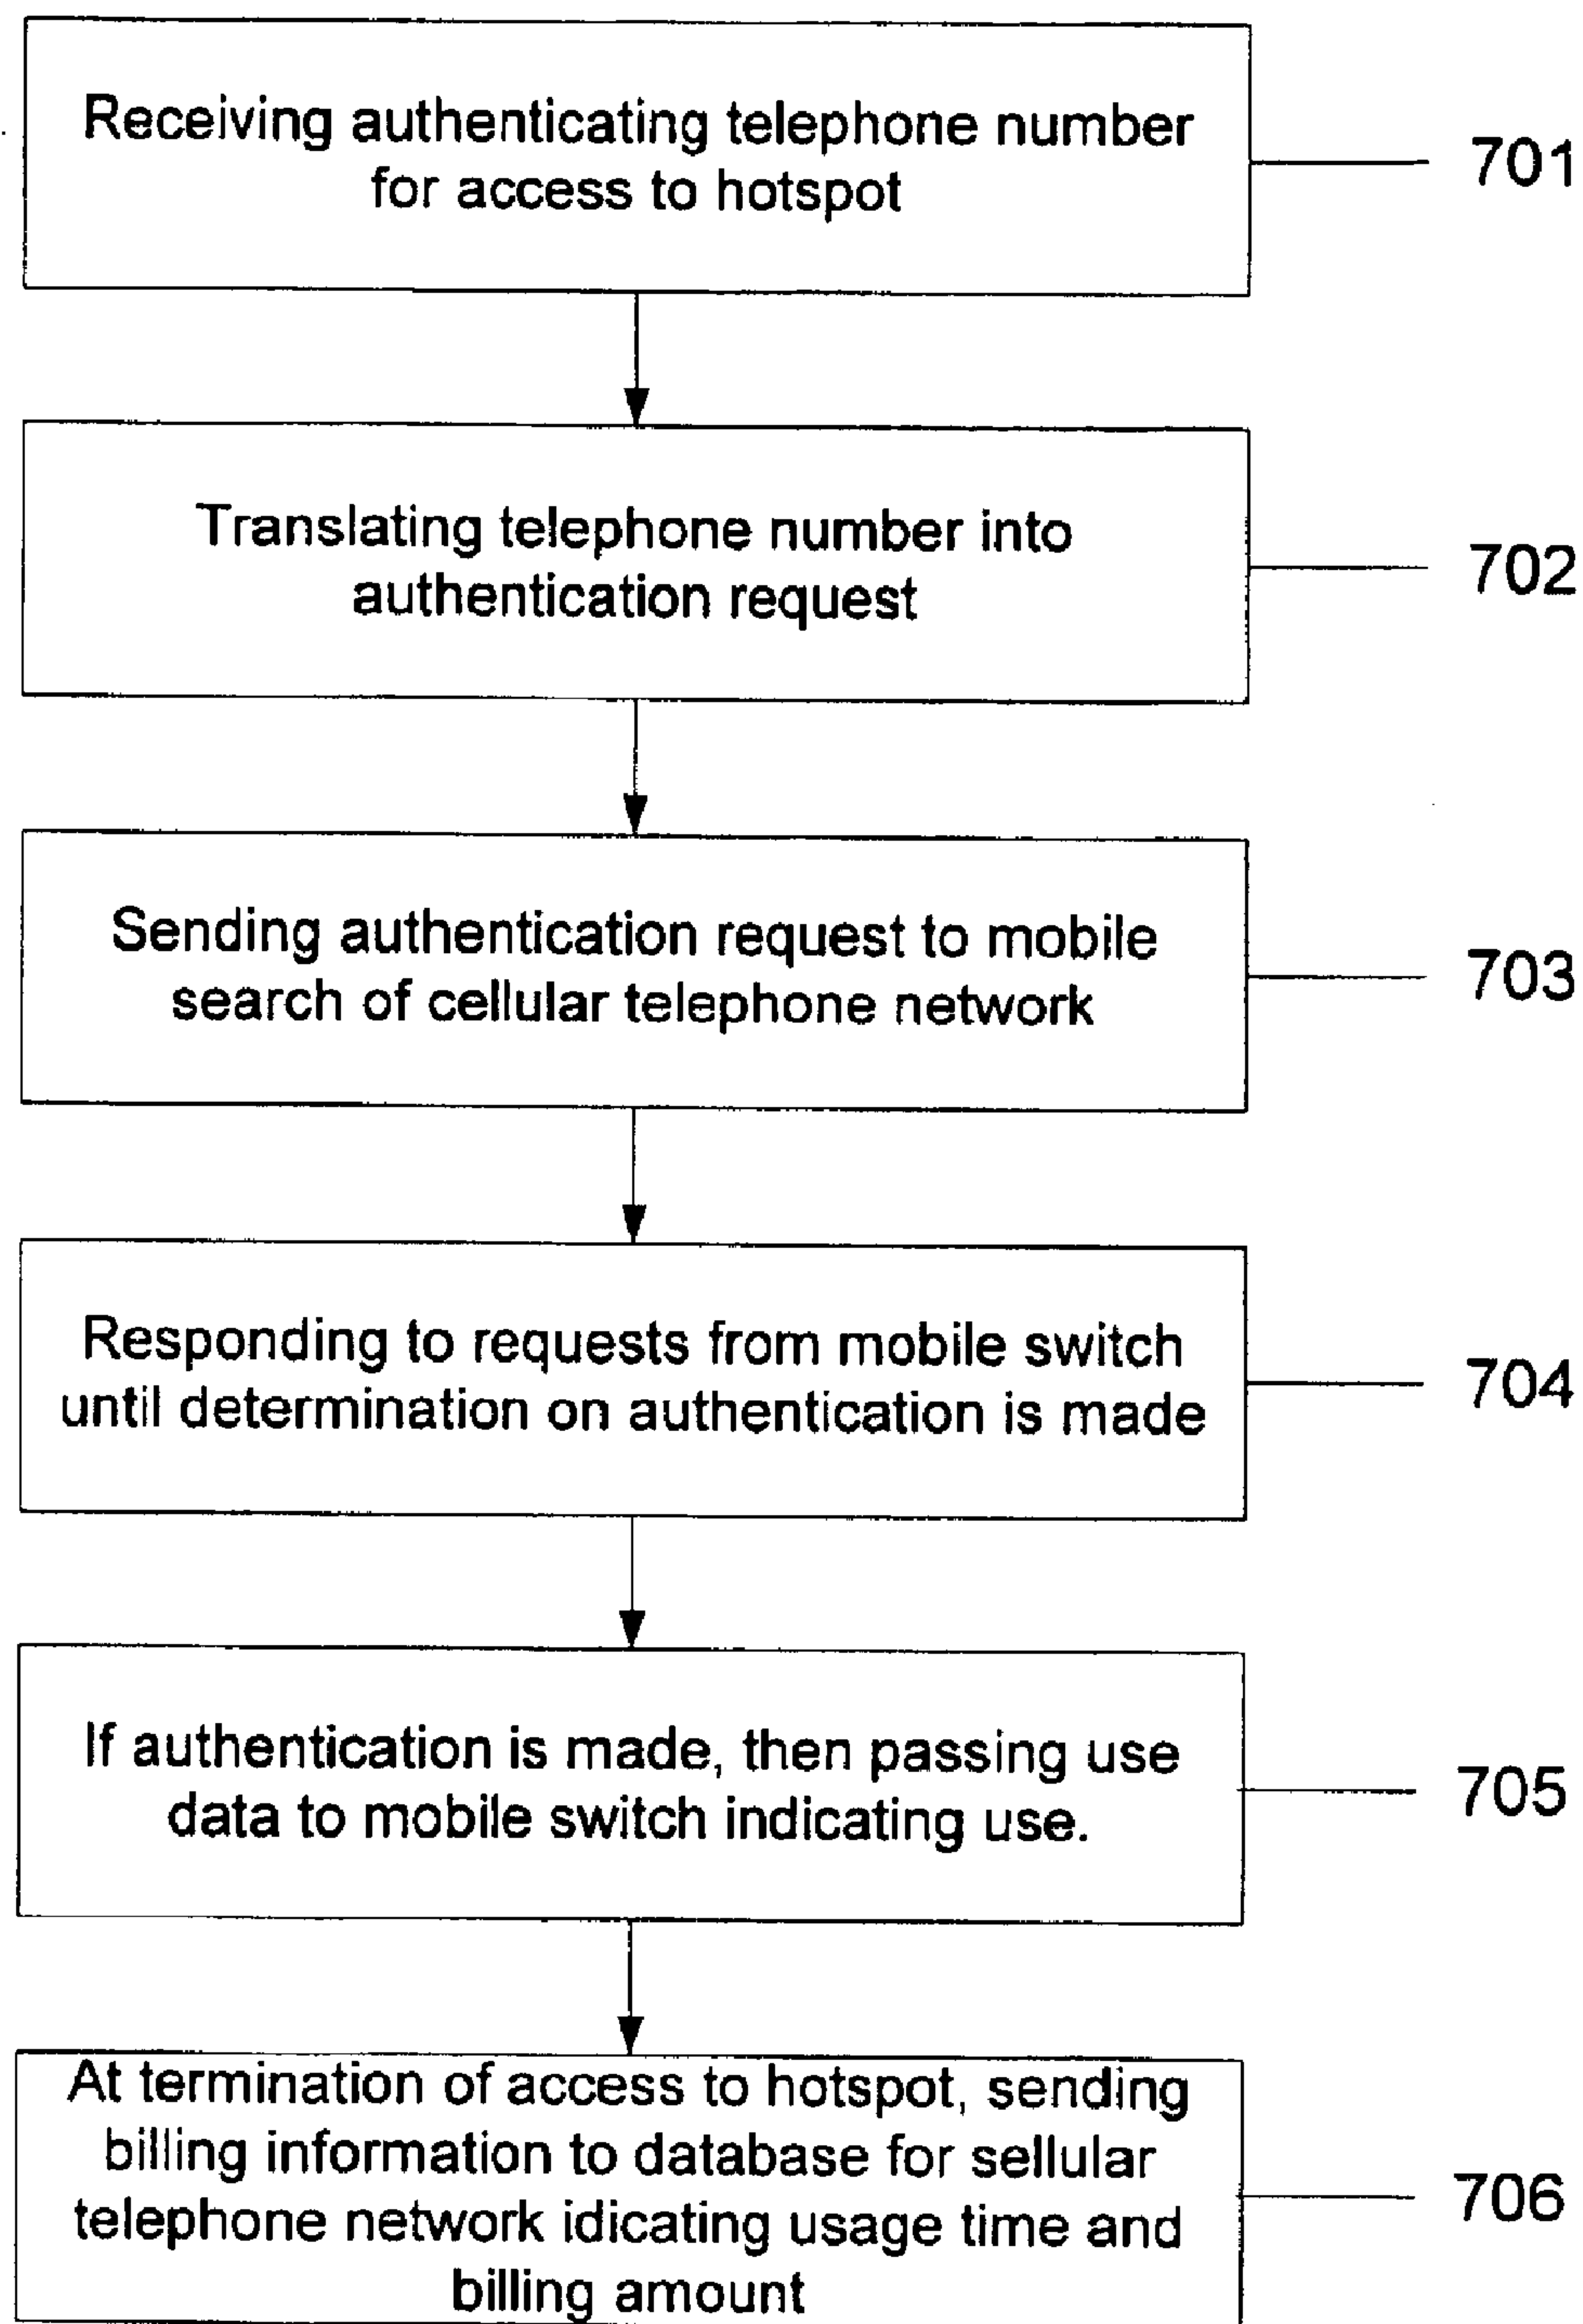 Receiving authenticating telephone number
for access to hotspot
701
Translating telephone number into
authentication request
702
Sending authentication request to mobile
search of cellular telephone network
703
Responding to requests from mobile switch
until determination on authentication is made
704
If authentication is made, then passing use
data to mobile switch indicating use.
705
At termination of access to hotspot, sending
billing information to database for sellular
telephone network idicating usage time and
billing amount
706